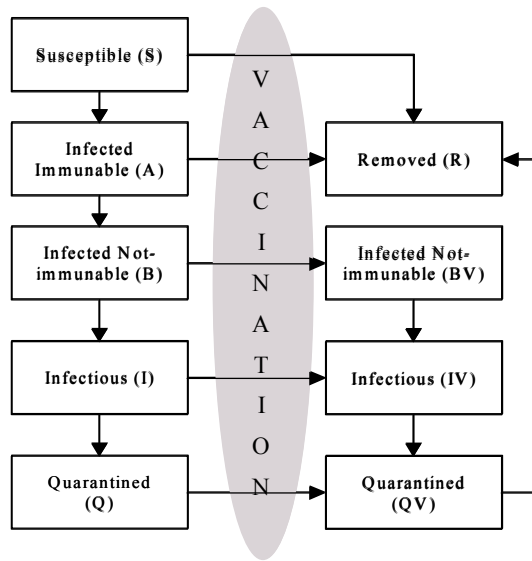 Susceptible (S)
Infected
Immunable (A)
Infected Not-
immunable (B)
Infectious (I)
Quarantined
(Q)
V
A
C
C
I
N
A
T
I
O
N
Removed (R)
Infected Not-
immunable (BV)
Infectious (IV)
Quarantined
(QV)